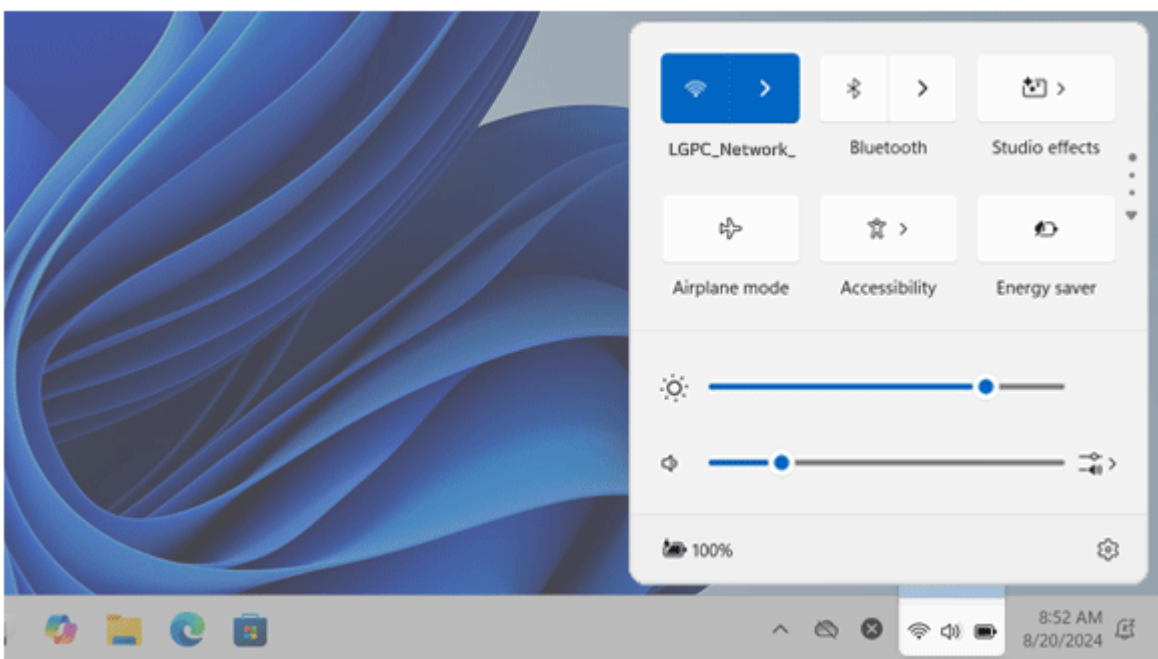 LGPC_Network_
Bluetooth
Studio effects
Airplane mode
Accessibility
Energy saver
100%
8:52 AM
8/20/2024